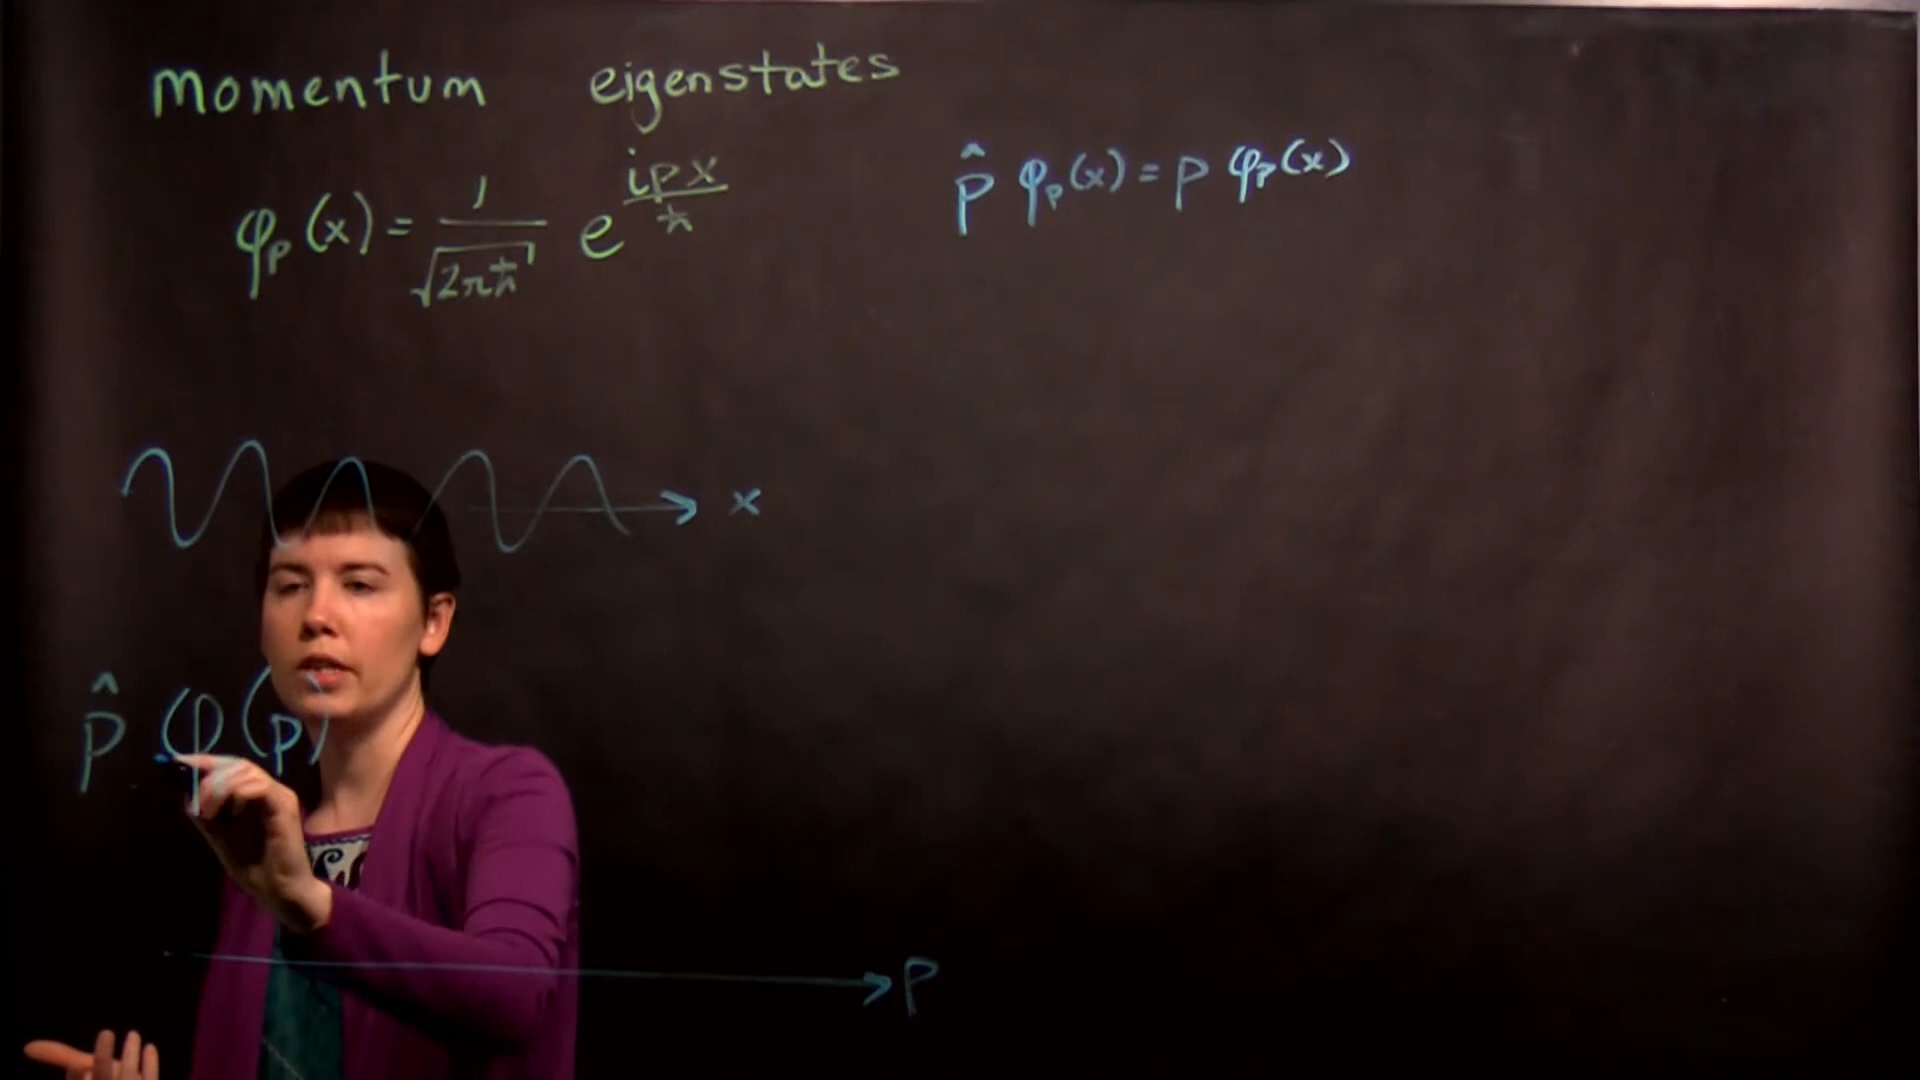 momentum eigenstates
p̂ φₚ(x) = p φₚ(x)
φₚ(x) = 1/√(2πħ) e^(ipx/ħ)
x
p̂ φ(p)
p